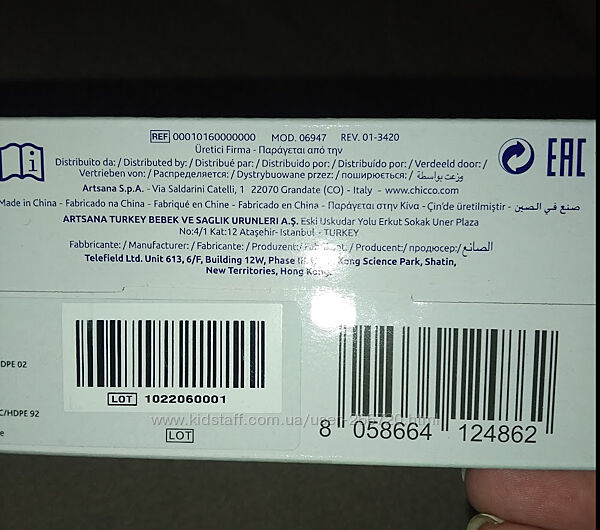 REF 00010160000000 MOD. 06947 REV. 01-3420
Üretici Firma - Παράγεται από την
Distribuito da: / Distributed by: / Distribué par: / Distribuido por: / Distribuído por: / Verdeeld door: /
Vertrieben von: / Распределяется: / Dystrybuowane przez: / поширюється: / وزعت بواسطة
Artsana S.p.A. - Via Saldarini Catelli, 1 22070 Grandate (CO) - Italy - www.chicco.com
Made in China - Fabricado na China - Fabriqué en Chine - Fabricado en China - Παράγεται στην Κίνα - Çin'de üretilmiştir - صنع في الصين
ARTSANA TURKEY BEBEK VE SAGLIK URUNLERI A.Ş. Eski Uskudar Yolu Erkut Sokak Uner Plaza
No:4/1 Kat:12 Ataşehir- Istanbul - TURKEY
Fabbricante: / Manufacturer: / Fabricante: / Produzent: / / Producent:/ продюсер:/ الصانع
Telefield Ltd. Unit 613, 6/F, Building 12W, Phase Kong Science Park, Shatin,
New Territories, Hong Kong.
EAC
HDPE 02
LOT 1022060001
C/HDPE 92
LOT
8 058664 124862